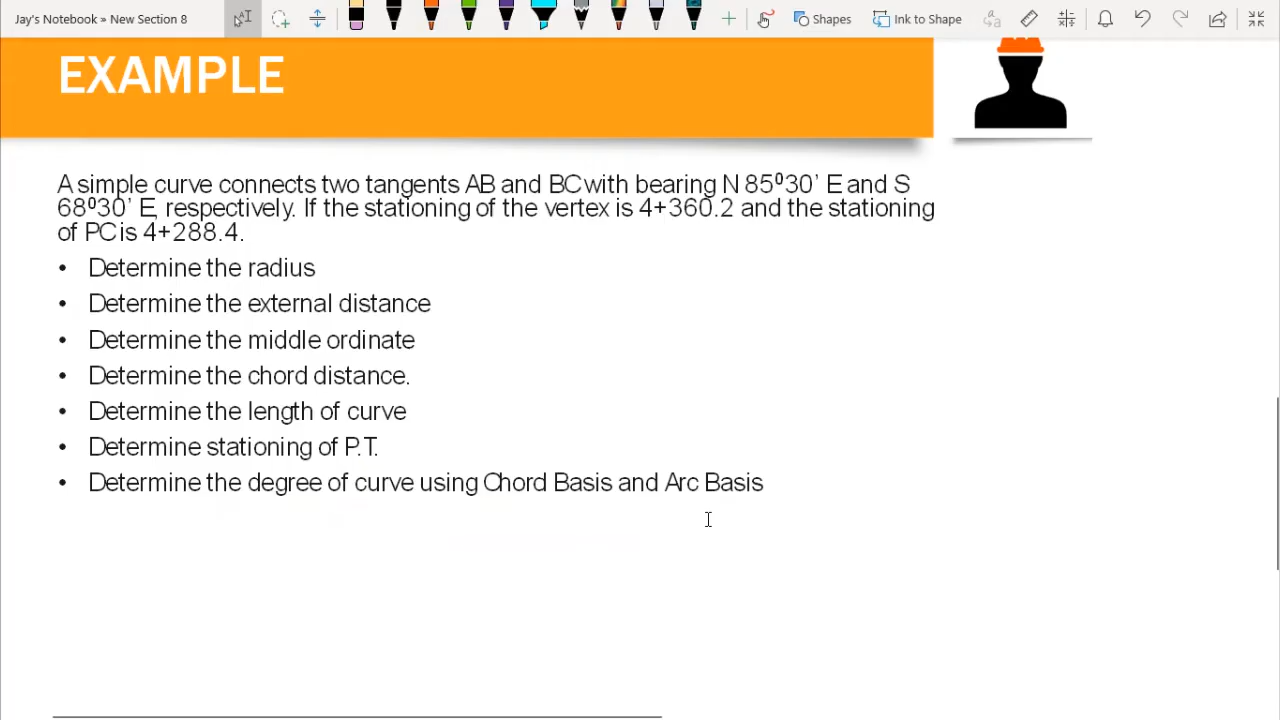 Jay's Notebook » New Section 8
Shapes
Ink to Shape
EXAMPLE
A simple curve connects two tangents AB and BC with bearing N 85⁰30’ E and S
68⁰30’ E, respectively. If the stationing of the vertex is 4+360.2 and the stationing
of PC is 4+288.4.
• Determine the radius
• Determine the external distance
• Determine the middle ordinate
• Determine the chord distance.
• Determine the length of curve
• Determine stationing of P.T.
• Determine the degree of curve using Chord Basis and Arc Basis